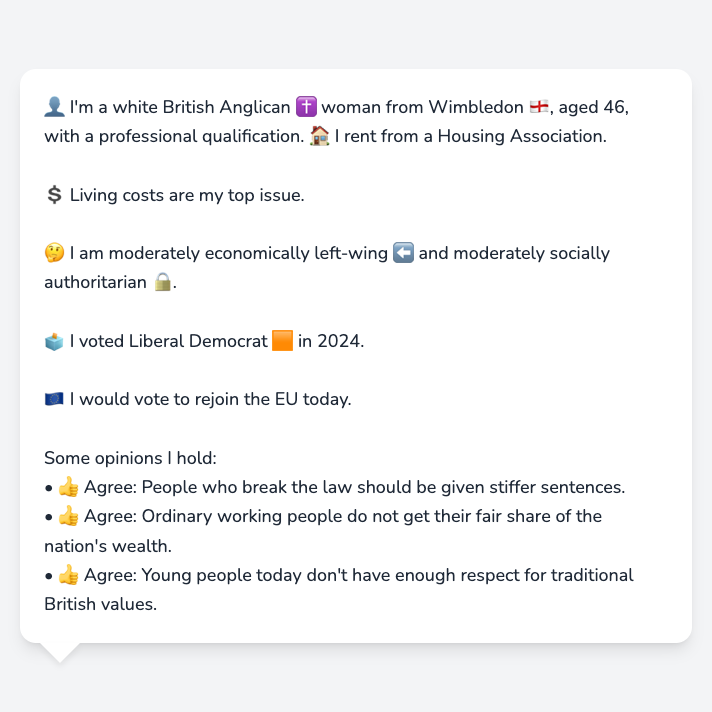 👤 I'm a white British Anglican ✝️ woman from Wimbledon 🏴󠁧󠁢󠁥󠁮󠁧󠁿, aged 46,
with a professional qualification. 🏠 I rent from a Housing Association.
💲 Living costs are my top issue.
🤔 I am moderately economically left-wing ⬅️ and moderately socially
authoritarian 🔒.
🗳️ I voted Liberal Democrat 🟧 in 2024.
🇪🇺 I would vote to rejoin the EU today.
Some opinions I hold:
• 👍 Agree: People who break the law should be given stiffer sentences.
• 👍 Agree: Ordinary working people do not get their fair share of the
nation's wealth.
• 👍 Agree: Young people today don't have enough respect for traditional
British values.